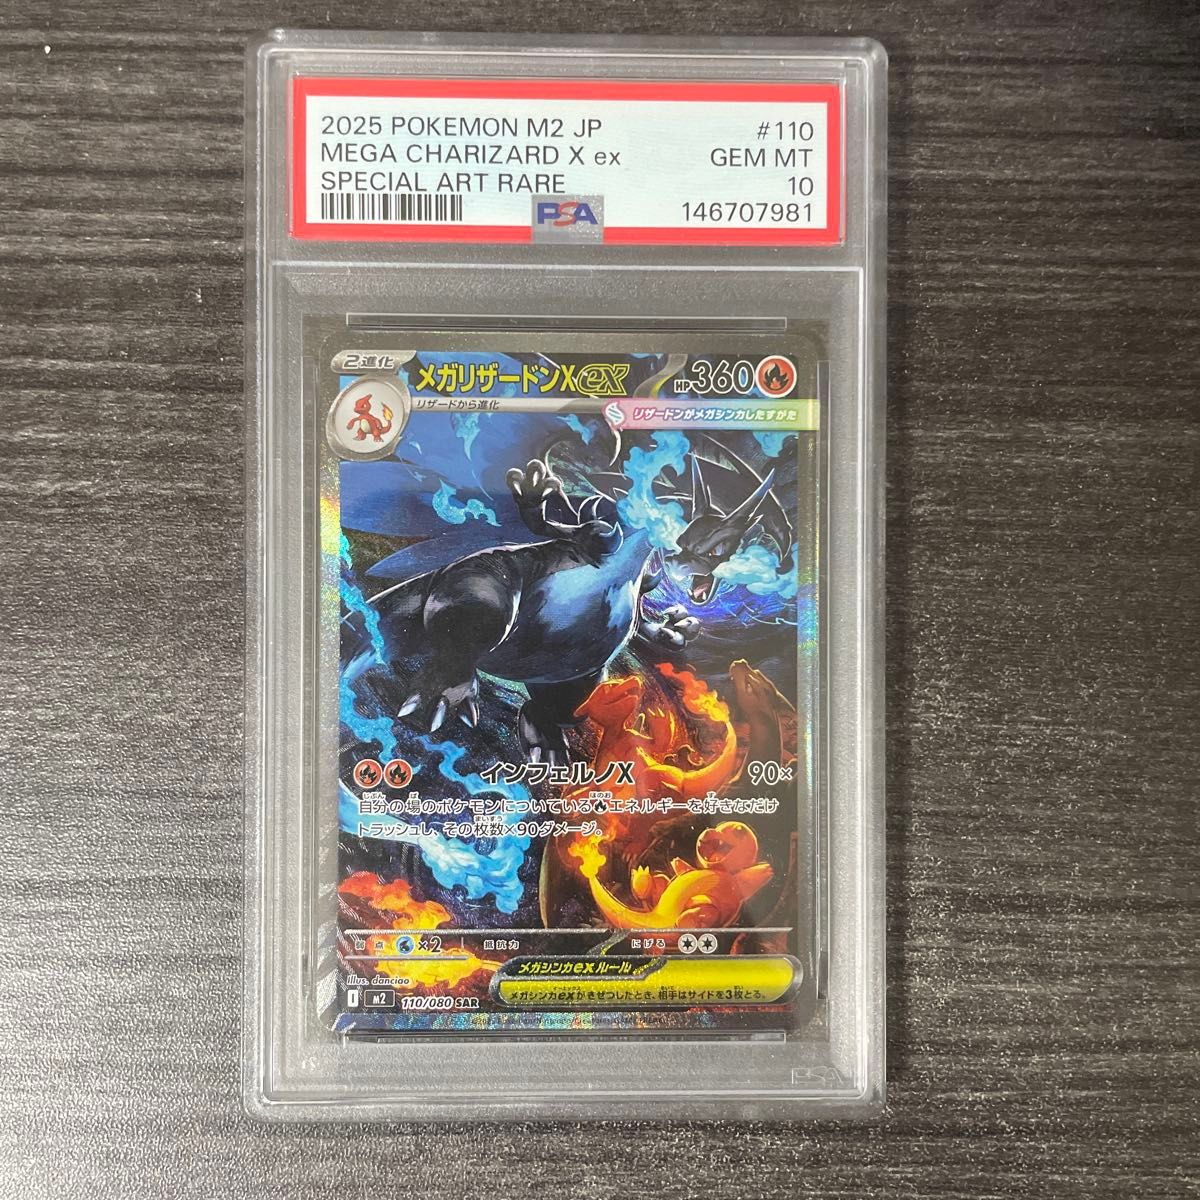 2025 POKEMON M2 JP #110
MEGA CHARIZARD X ex GEM MT
SPECIAL ART RARE 10
PSA 146707981
2進化 メガリザードンXex HP360
リザードから進化 リザードンがメガシンカしたすがた
インフェルノX 90×
自分の場のポケモンについているエネルギーを好きなだけ
トラッシュし、その枚数×90ダメージ。
弱点 ×2 抵抗力 にげる
メガシンカexルール
メガシンカexがきぜつしたとき、相手はサイドを3枚とる。
Illus. danciao
I M2 110/080 SAR
PSA